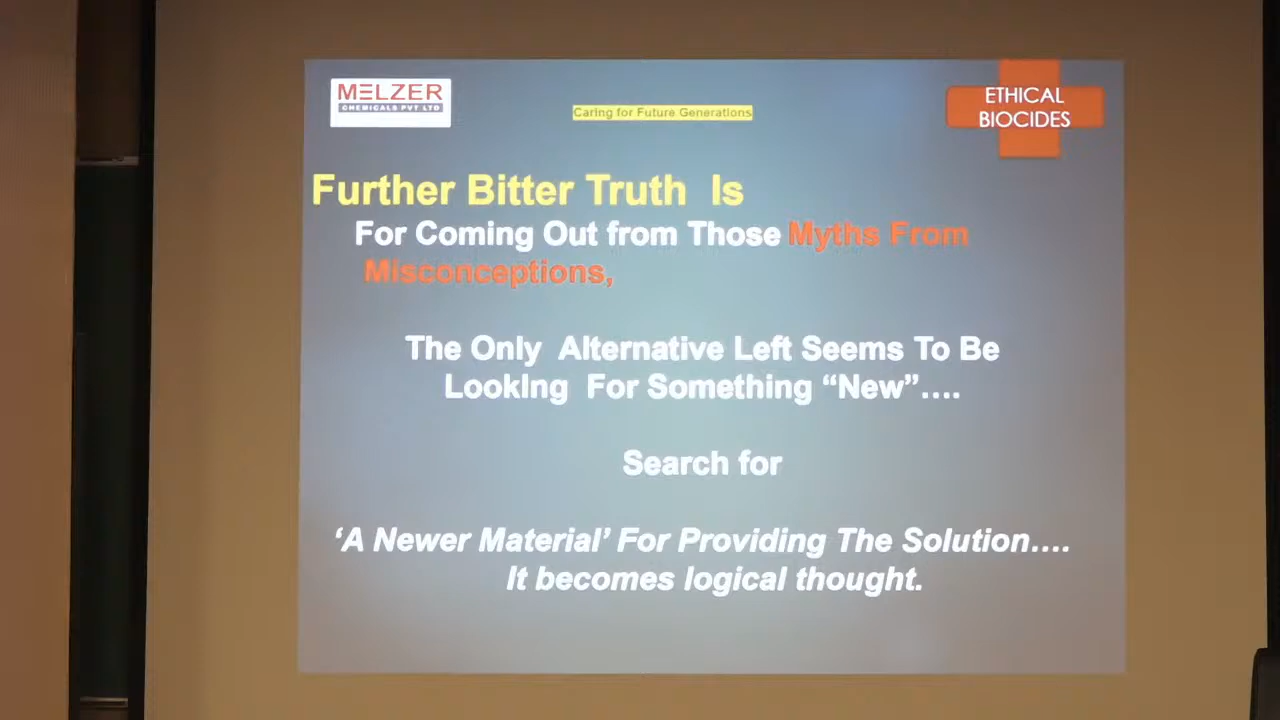 MELZER
CHEMICALS PVT LTD
Caring for Future Generations
ETHICAL
BIOCIDES
Further Bitter Truth Is
For Coming Out from Those Myths From
Misconceptions,
The Only Alternative Left Seems To Be
LookIng For Something “New”….
Search for
‘A Newer Material’ For Providing The Solution….
It becomes logical thought.